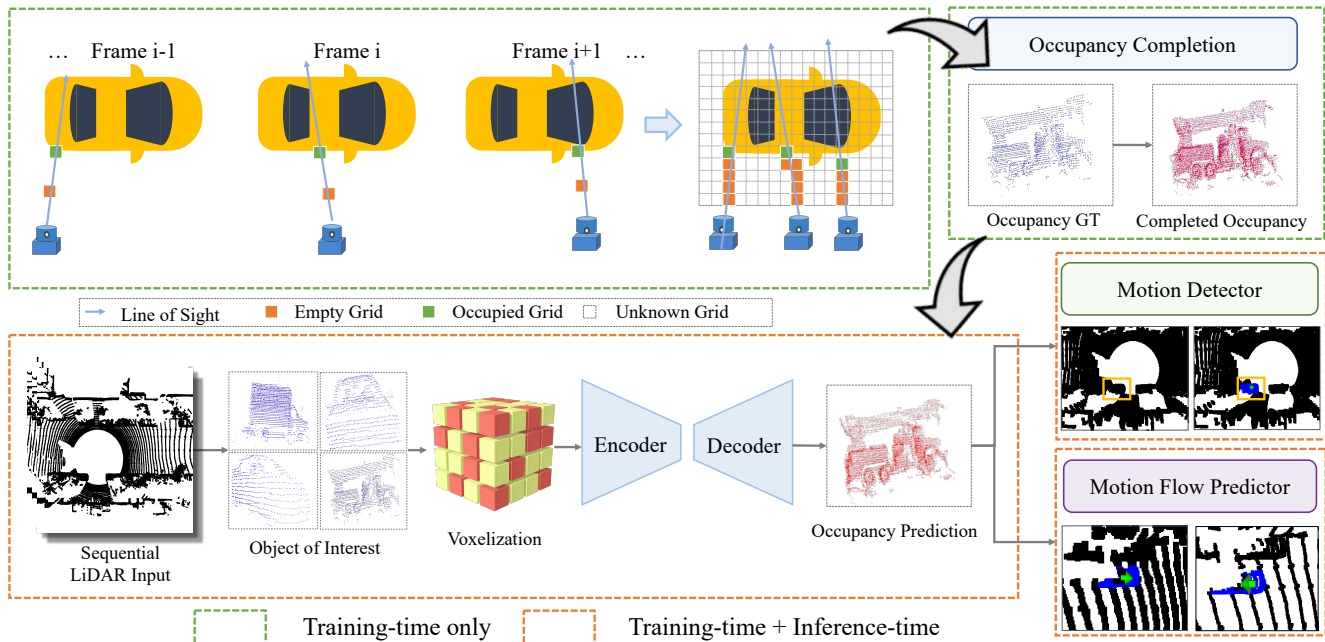 ... Frame i-1 Frame i Frame i+1 ...
Occupancy Completion
Occupancy GT Completed Occupancy
Line of Sight Empty Grid Occupied Grid Unknown Grid
Motion Detector
Encoder Decoder
Motion Flow Predictor
Sequential
LiDAR Input
Object of Interest
Voxelization
Occupancy Prediction
Training-time only Training-time + Inference-time